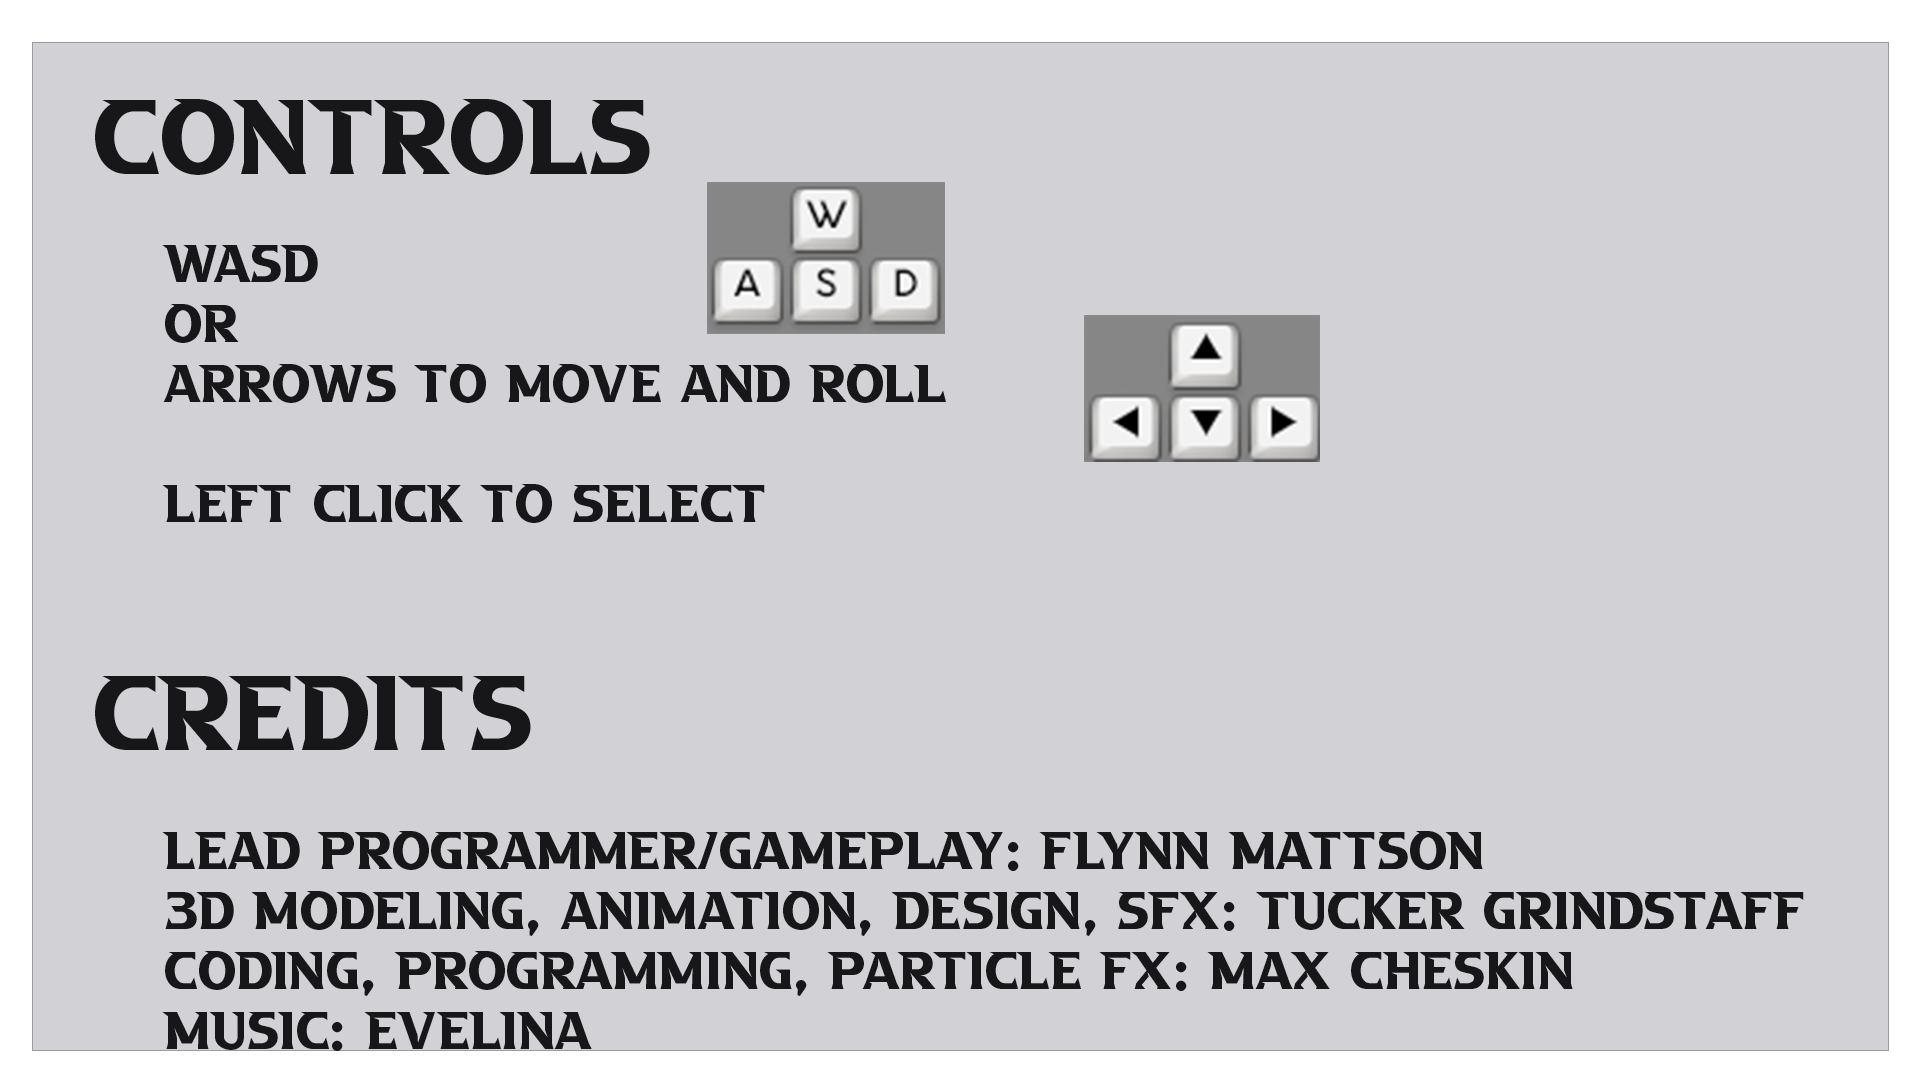 CONTROLS
W
WASD
A S D
OR
ARROWS TO MOVE AND ROLL
LEFT CLICK TO SELECT
CREDITS
LEAD PROGRAMMER/GAMEPLAY: FLYNN MATTSON
3D MODELING, ANIMATION, DESIGN, SFX: TUCKER GRINDSTAFF
CODING, PROGRAMMING, PARTICLE FX: MAX CHESKIN
MUSIC: EVELINA